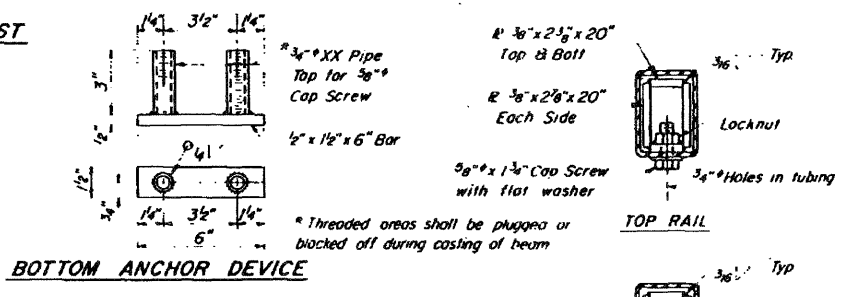 ST
1¼" 3½" 1¼"
3"
½"
* ¾"ᶲ XX Pipe
Tap for ⅝"ᶲ
Cap Screw
½" x 1½" x 6" Bar
1½"
¾"
1¼" 3½" 1¼"
6"
* Threaded areas shall be plugged or
blocked off during casting of beam
BOTTOM ANCHOR DEVICE
℄ ⅜" x 2⅜" x 20"
Top & Bott
℄ ⅜" x 2⅞" x 20"
Each Side
⅝"ᶲ x 1¾" Cap Screw
with flat washer
3/16 Typ.
Locknut
¾"ᶲ Holes in tubing
TOP RAIL
3/16 Typ